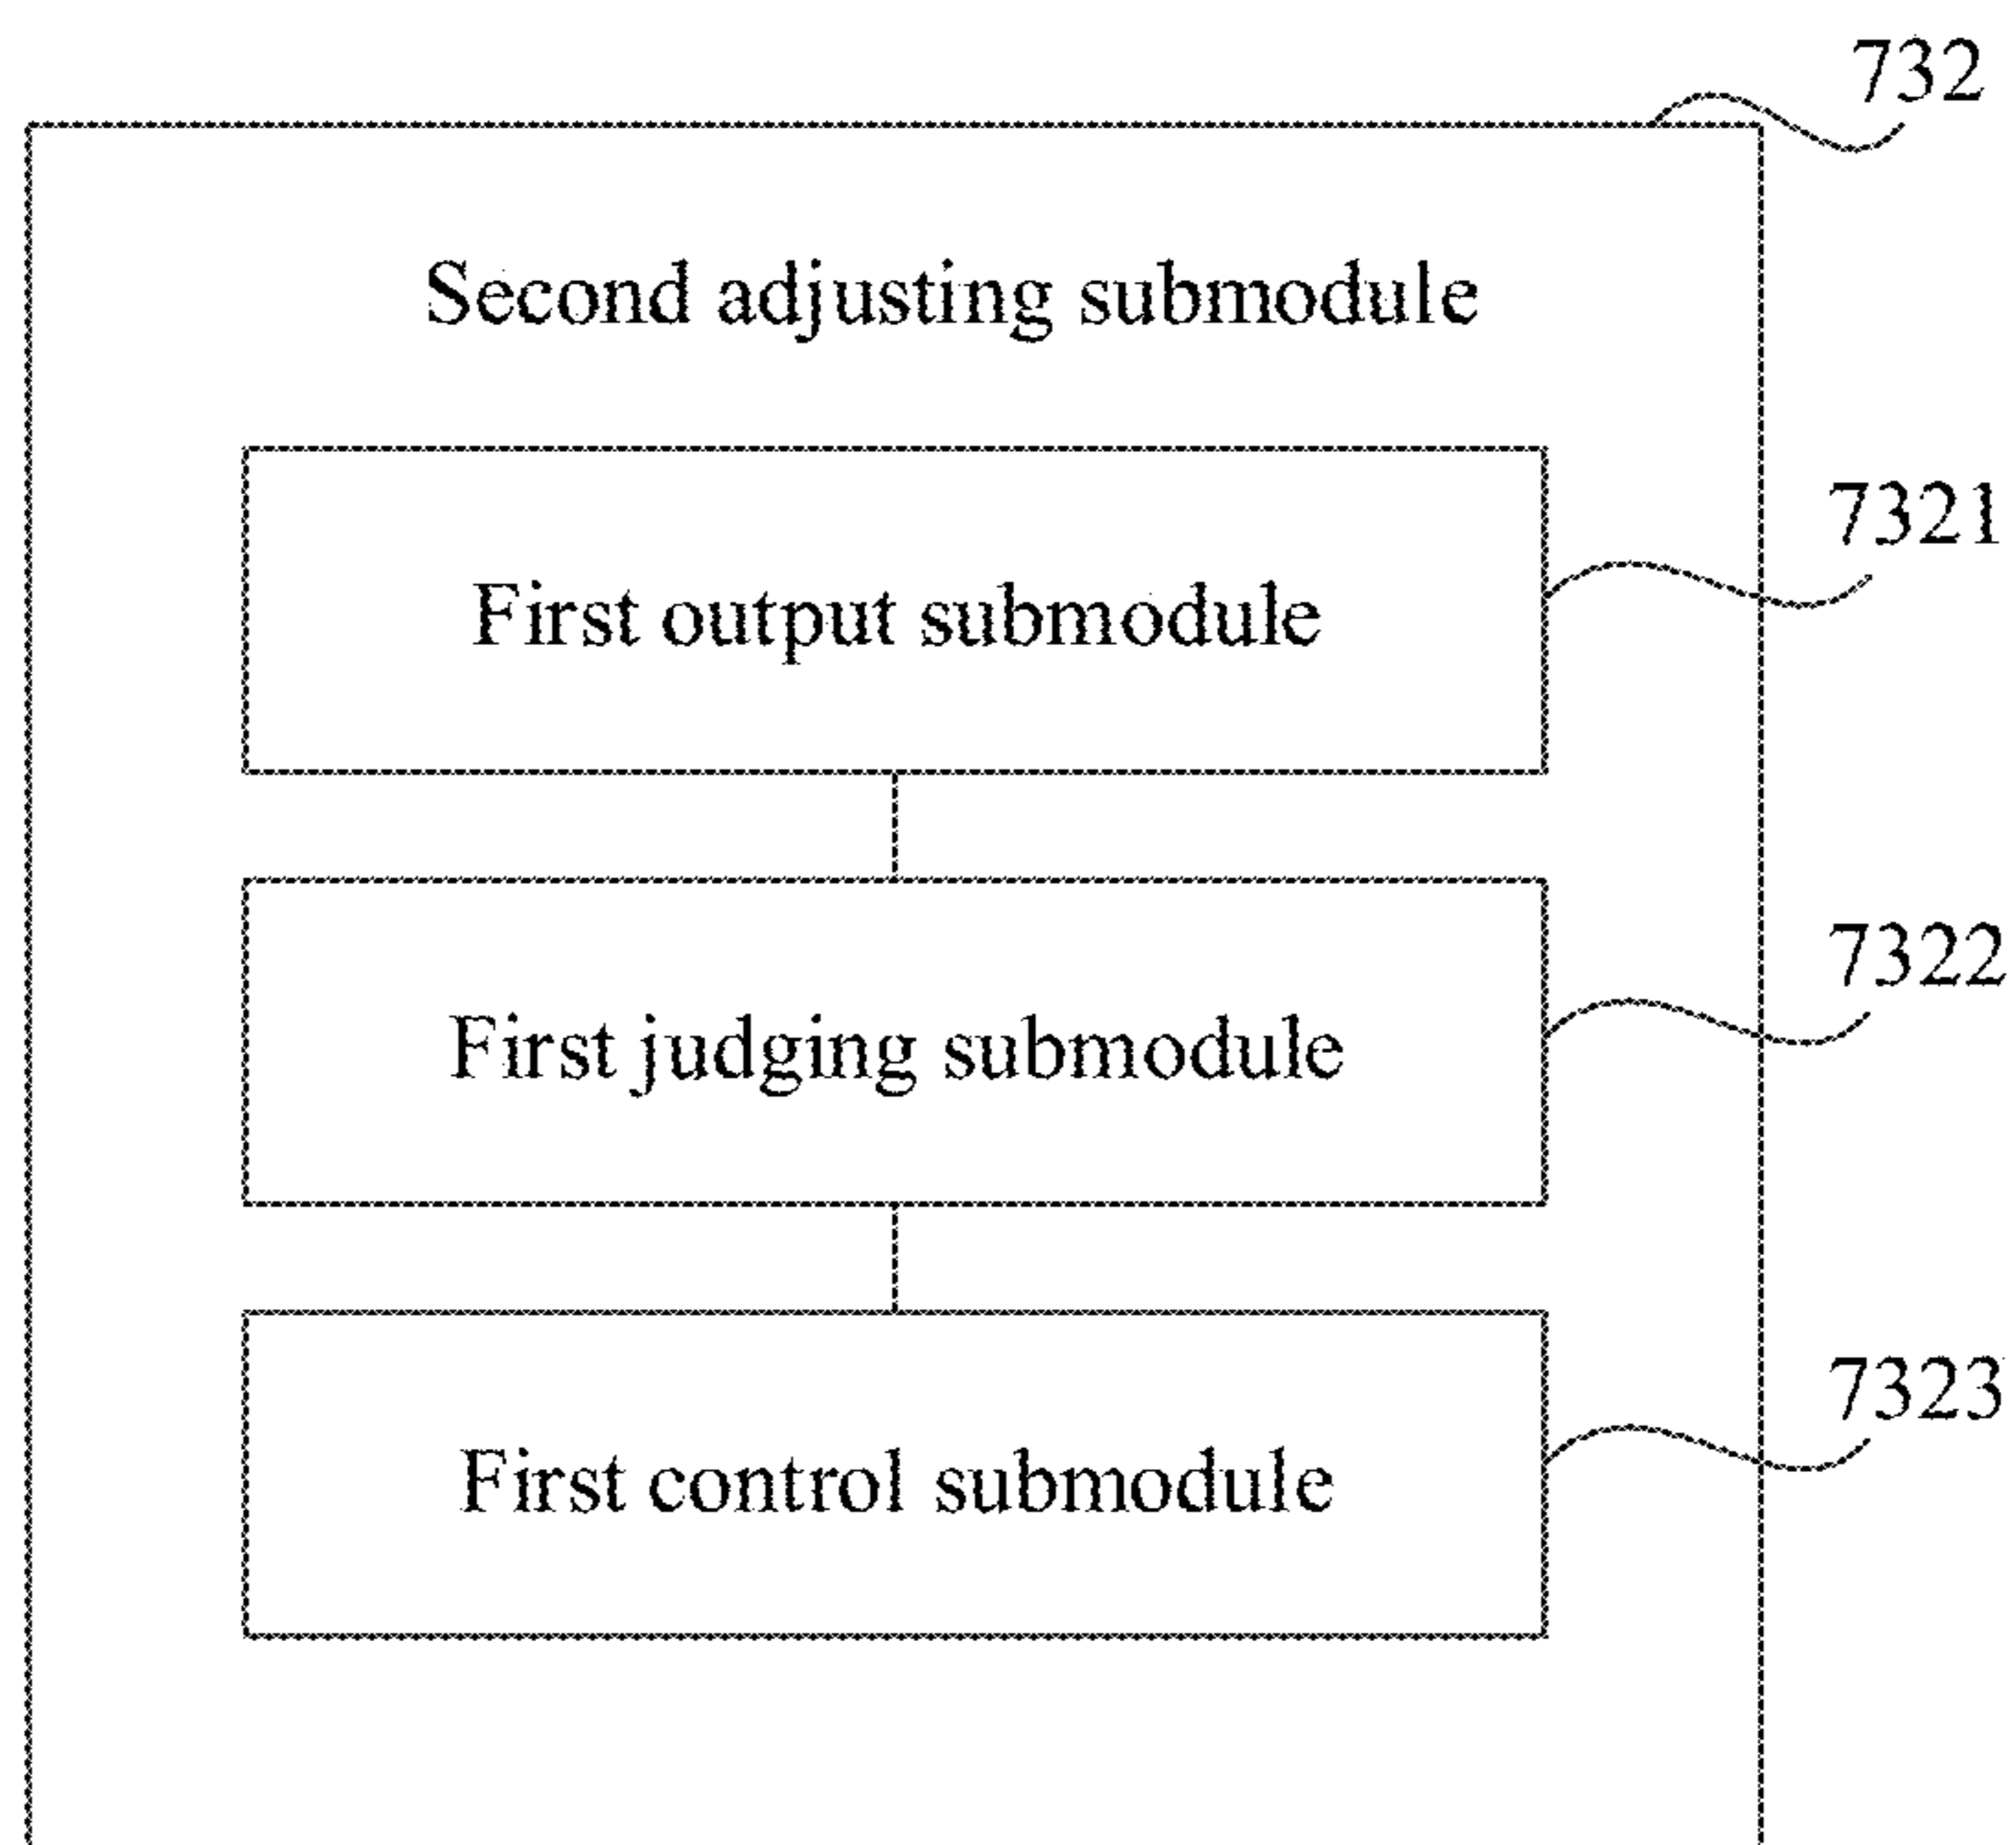 732
Second adjusting submodule
7321
First output submodule
7322
First judging submodule
7323
First control submodule